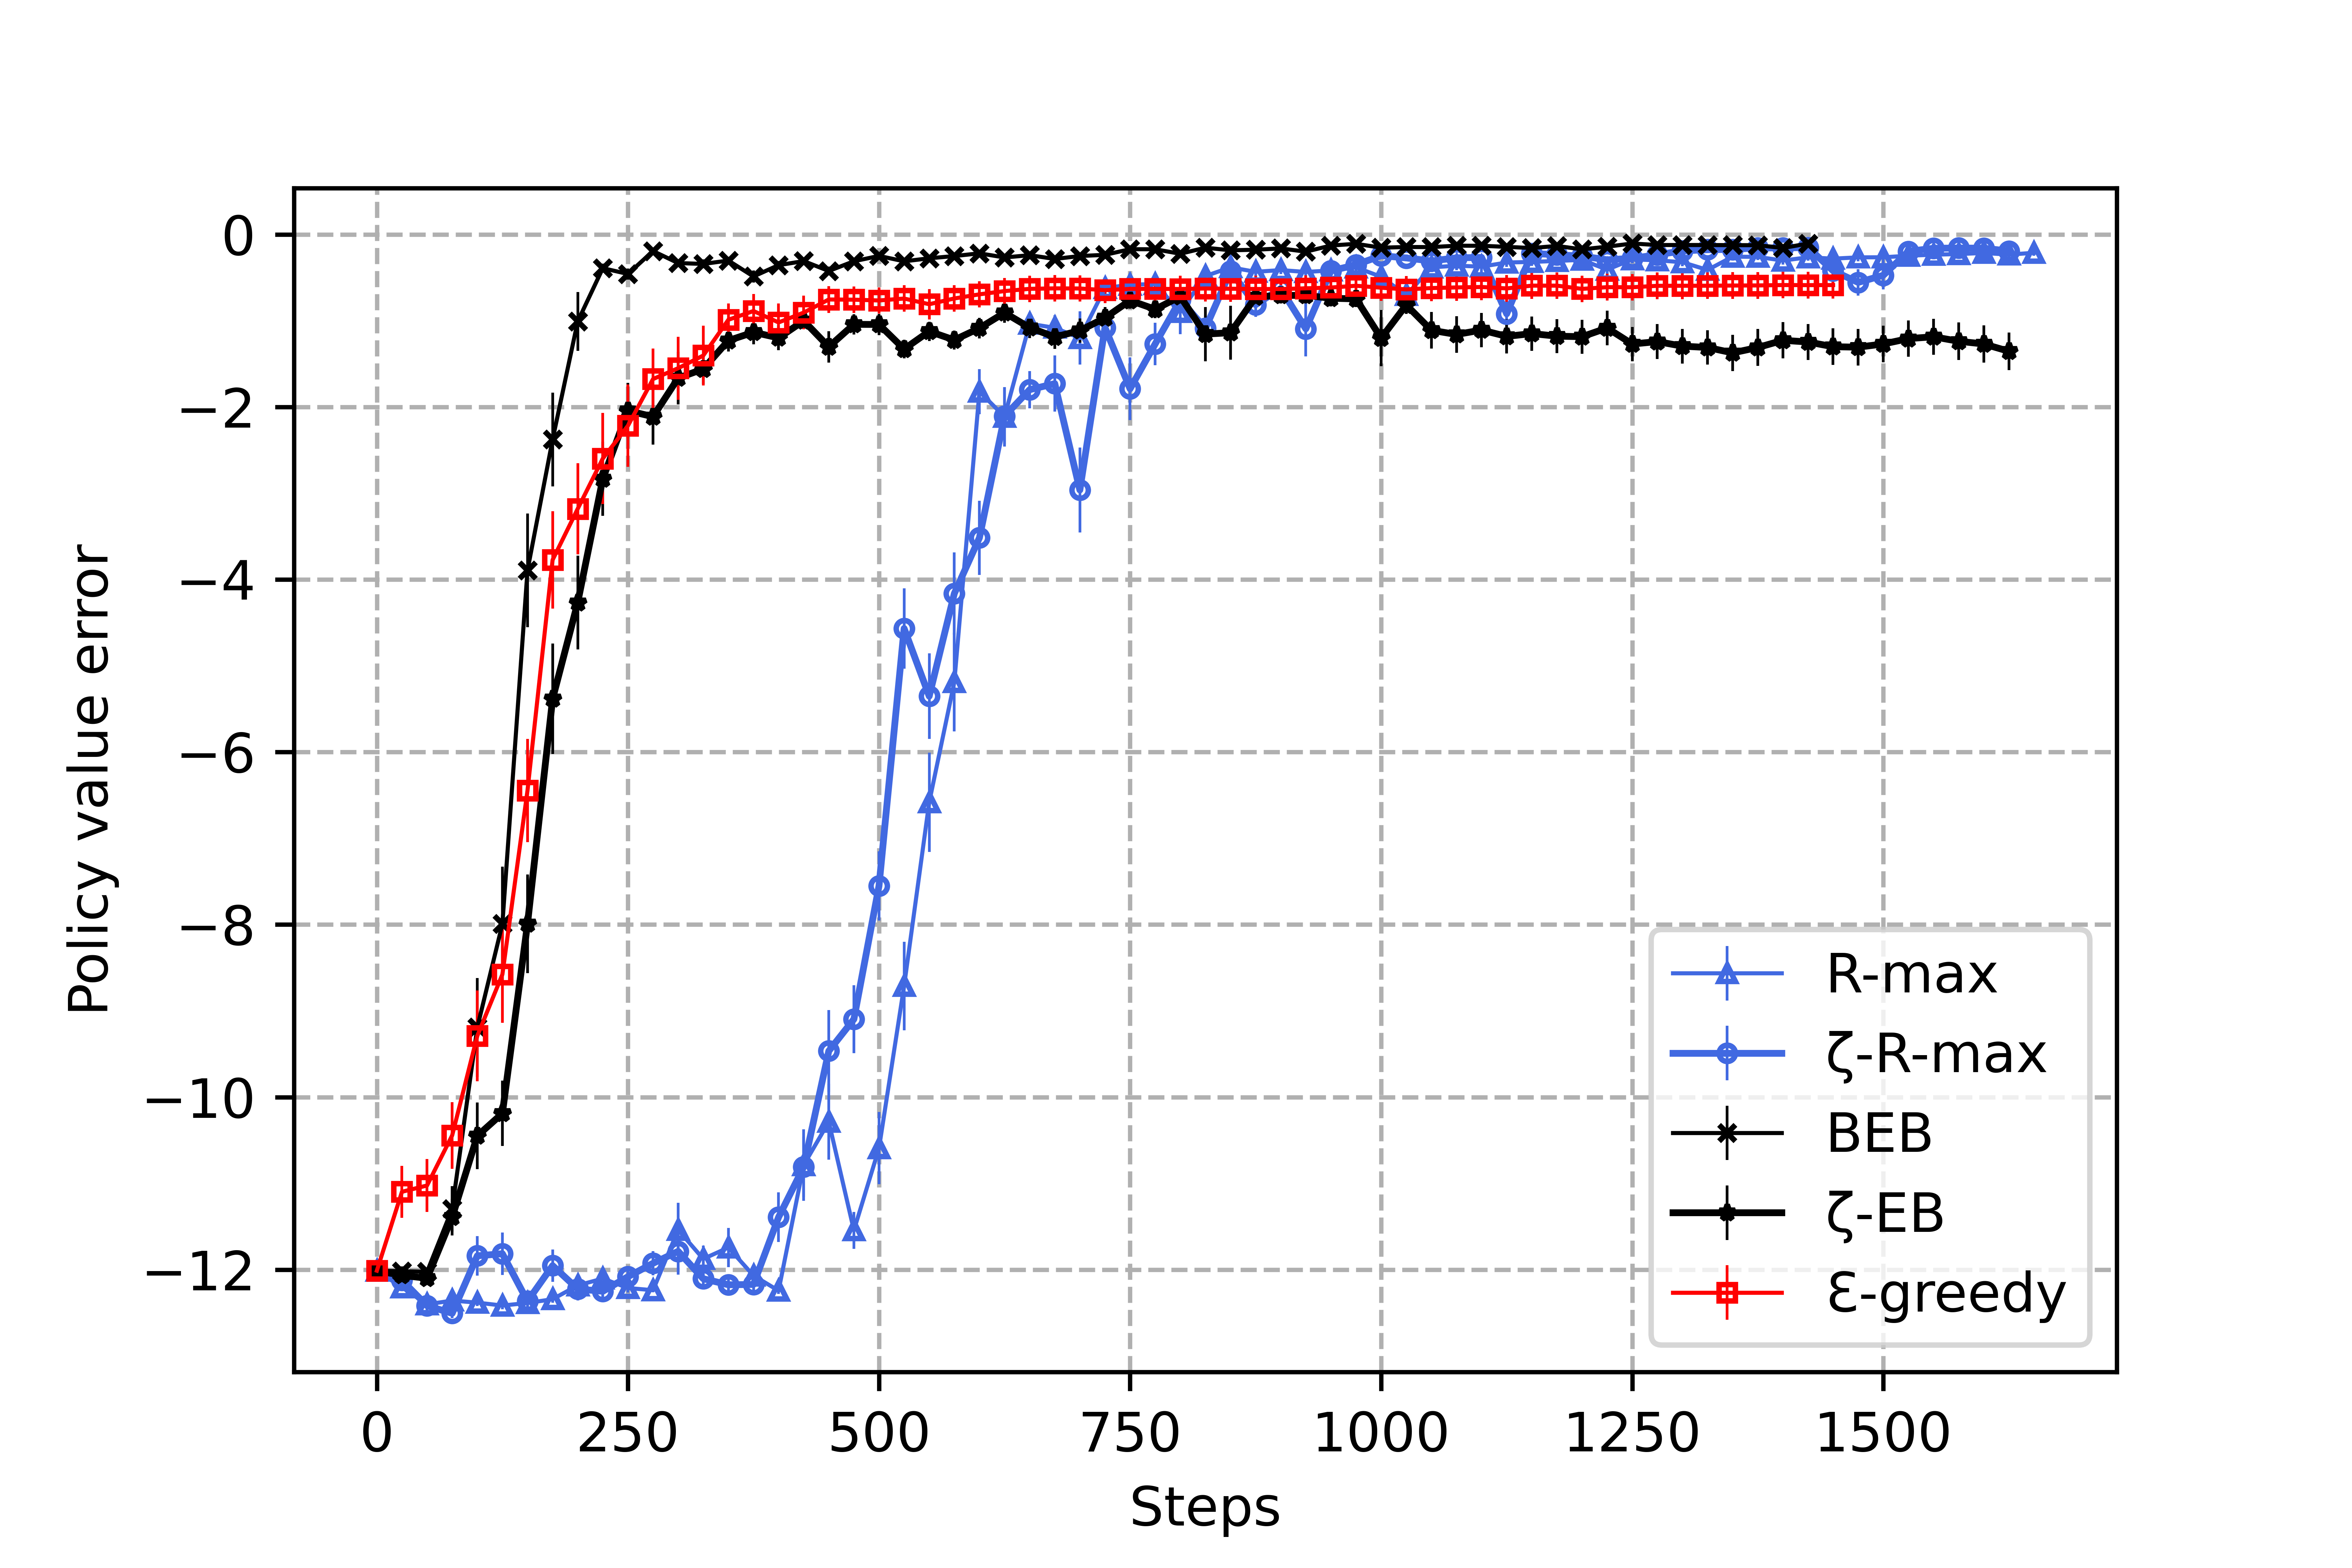 0
−2
−4
−6
−8
−10
−12
Policy value error
0 250 500 750 1000 1250 1500
Steps
R-max
ζ-R-max
BEB
ζ-EB
Ɛ-greedy